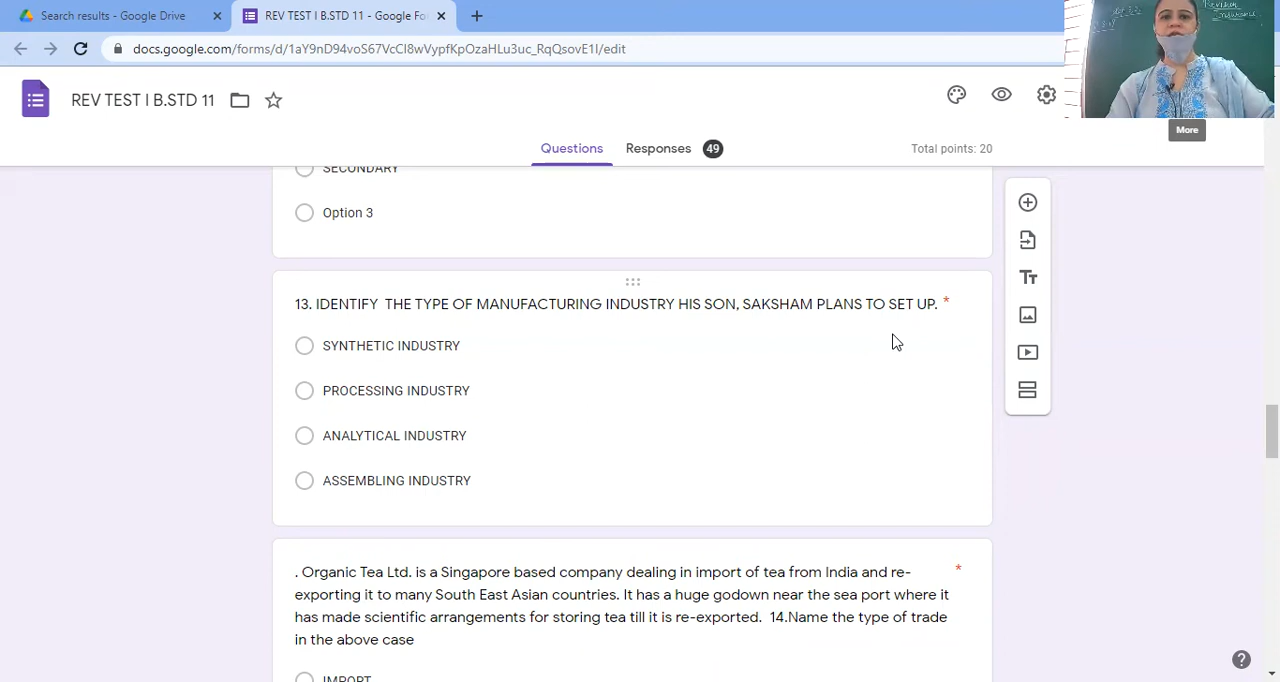 Search results - Google Drive
REV TEST I B.STD 11 - Google Fo
docs.google.com/forms/d/1aY9nD94voS67VcCl8wVypfKpOzaHLu3uc_RqQsovE1I/edit
REV TEST I B.STD 11
More
Questions
Responses 49
Total points: 20
SECONDARY
Option 3
13. IDENTIFY THE TYPE OF MANUFACTURING INDUSTRY HIS SON, SAKSHAM PLANS TO SET UP. *
SYNTHETIC INDUSTRY
PROCESSING INDUSTRY
ANALYTICAL INDUSTRY
ASSEMBLING INDUSTRY
. Organic Tea Ltd. is a Singapore based company dealing in import of tea from India and re- *
exporting it to many South East Asian countries. It has a huge godown near the sea port where it
has made scientific arrangements for storing tea till it is re-exported. 14.Name the type of trade
in the above case
IMPORT